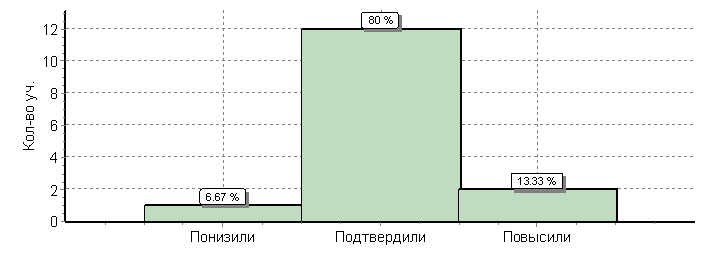 Кол-во уч.
12
10
8
6
4
2
0
6.67 %
80 %
13.33 %
Понизили
Подтвердили
Повысили